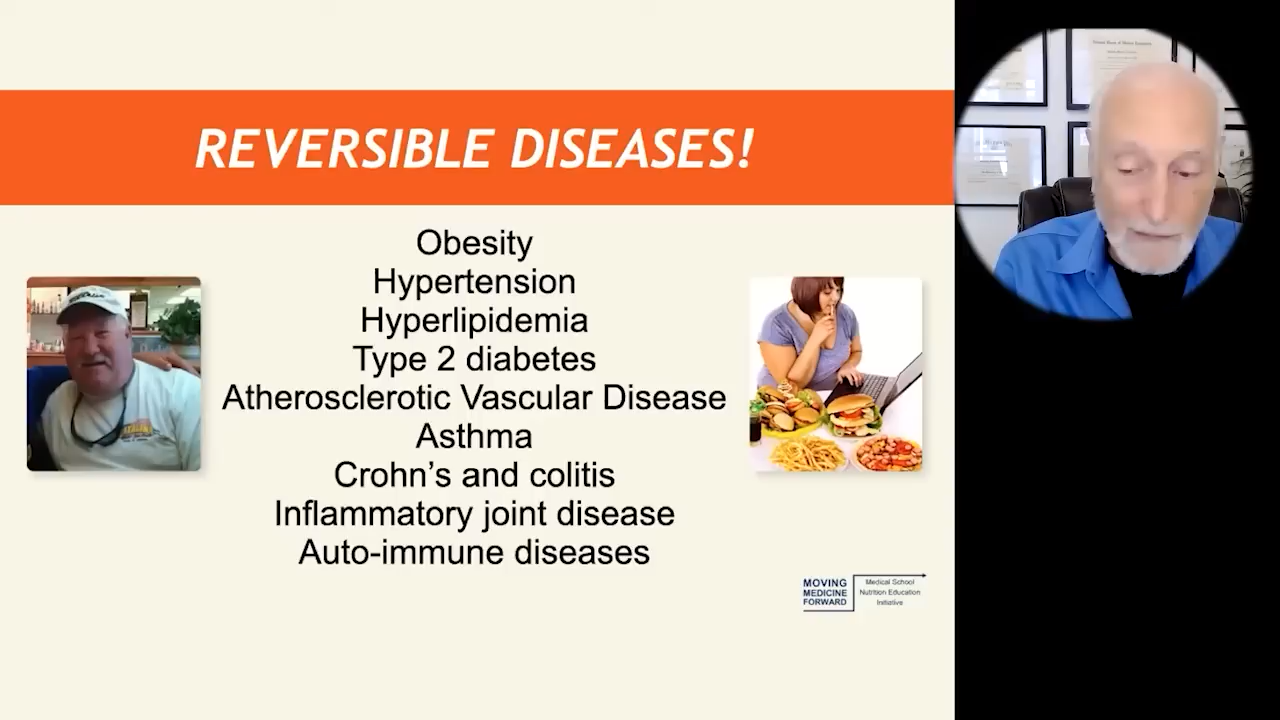 REVERSIBLE DISEASES!
Obesity
Hypertension
Hyperlipidemia
Type 2 diabetes
Atherosclerotic Vascular Disease
Asthma
Crohn’s and colitis
Inflammatory joint disease
Auto-immune diseases
MOVING
MEDICINE
FORWARD
Medical School
Nutrition Education
Initiative